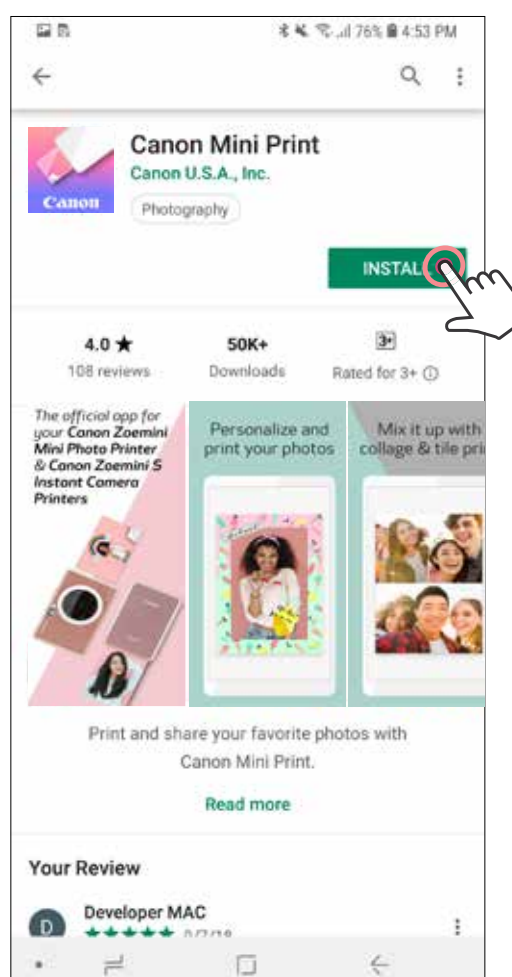 76% 4:53 PM
Canon Mini Print
Canon U.S.A., Inc.
Canon
Photography
INSTALL
4.0 ★ 50K+ 3+
108 reviews Downloads Rated for 3+
The official app for
your Canon Zoemini
Mini Photo Printer
& Canon Zoemini S
Instant Camera
Printers
Personalize and
print your photos
Mix it up with
collage & tile pri
Print and share your favorite photos with
Canon Mini Print.
Read more
Your Review
D
Developer MAC
★★★★★